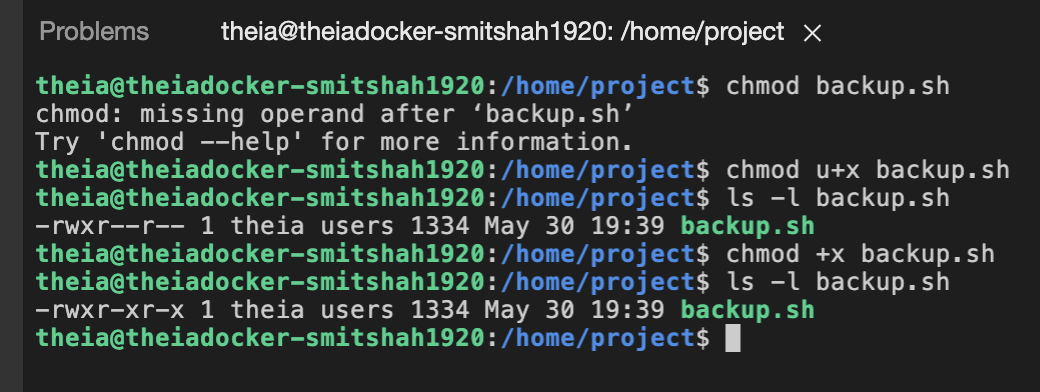 Problems theia@theiadocker-smitshah1920: /home/project ×
theia@theiadocker-smitshah1920:/home/project$ chmod backup.sh
chmod: missing operand after ‘backup.sh’
Try 'chmod --help' for more information.
theia@theiadocker-smitshah1920:/home/project$ chmod u+x backup.sh
theia@theiadocker-smitshah1920:/home/project$ ls -l backup.sh
-rwxr--r-- 1 theia users 1334 May 30 19:39 backup.sh
theia@theiadocker-smitshah1920:/home/project$ chmod +x backup.sh
theia@theiadocker-smitshah1920:/home/project$ ls -l backup.sh
-rwxr-xr-x 1 theia users 1334 May 30 19:39 backup.sh
theia@theiadocker-smitshah1920:/home/project$